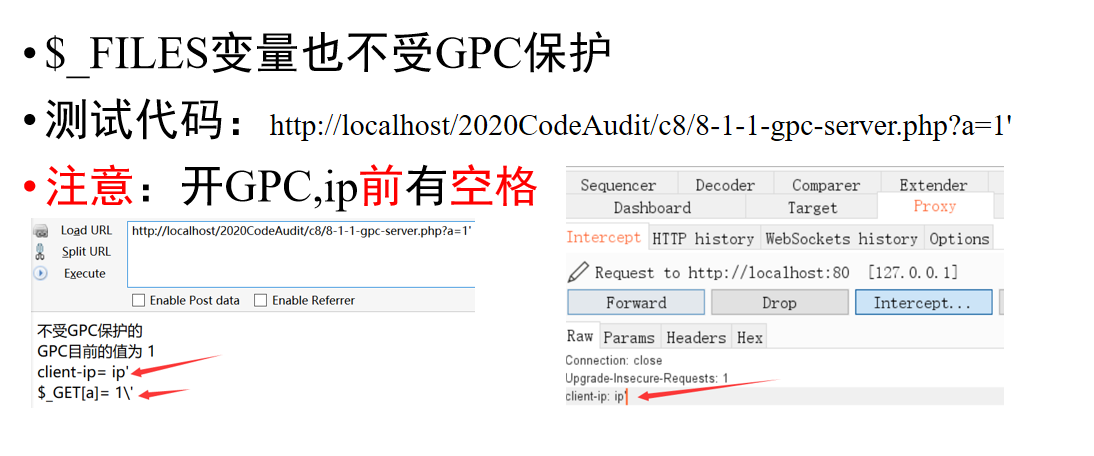 • $_FILES变量也不受GPC保护
• 测试代码：http://localhost/2020CodeAudit/c8/8-1-1-gpc-server.php?a=1'
• 注意：开GPC,ip前有空格
Load URL
http://localhost/2020CodeAudit/c8/8-1-1-gpc-server.php?a=1'
Split URL
Execute
Enable Post data Enable Referrer
不受GPC保护的
GPC目前的值为 1
client-ip= ip'
$_GET[a]= 1\'
Sequencer Decoder Comparer Extender
Dashboard Target Proxy
Intercept HTTP history WebSockets history Options
Request to http://localhost:80 [127.0.0.1]
Forward Drop Intercept...
Raw Params Headers Hex
Connection: close
Upgrade-Insecure-Requests: 1
client-ip: ip'